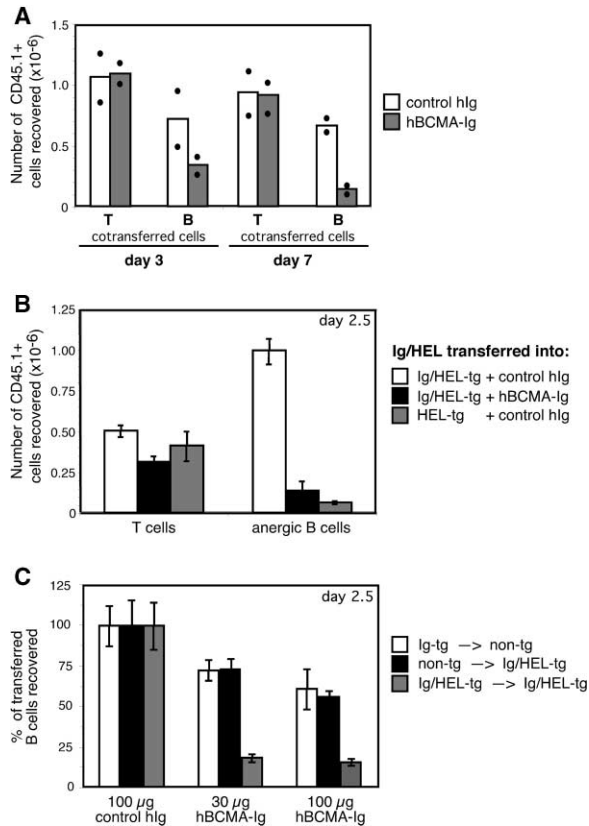 A
Number of CD45.1+
cells recovered (x10-6)
1.5
1.0
0.5
0
T B T B
cotransferred cells cotransferred cells
day 3 day 7
control hIg
hBCMA-Ig
B
Number of CD45.1+
cells recovered (x10-6)
1.25
1.00
0.75
0.50
0.25
0
day 2.5
T cells anergic B cells
Ig/HEL transferred into:
Ig/HEL-tg + control hIg
Ig/HEL-tg + hBCMA-Ig
HEL-tg + control hIg
C
% of transferred
B cells recovered
125
100
75
50
25
0
day 2.5
100 µg 30 µg 100 µg
control hIg hBCMA-Ig hBCMA-Ig
Ig-tg —> non-tg
non-tg —> Ig/HEL-tg
Ig/HEL-tg —> Ig/HEL-tg